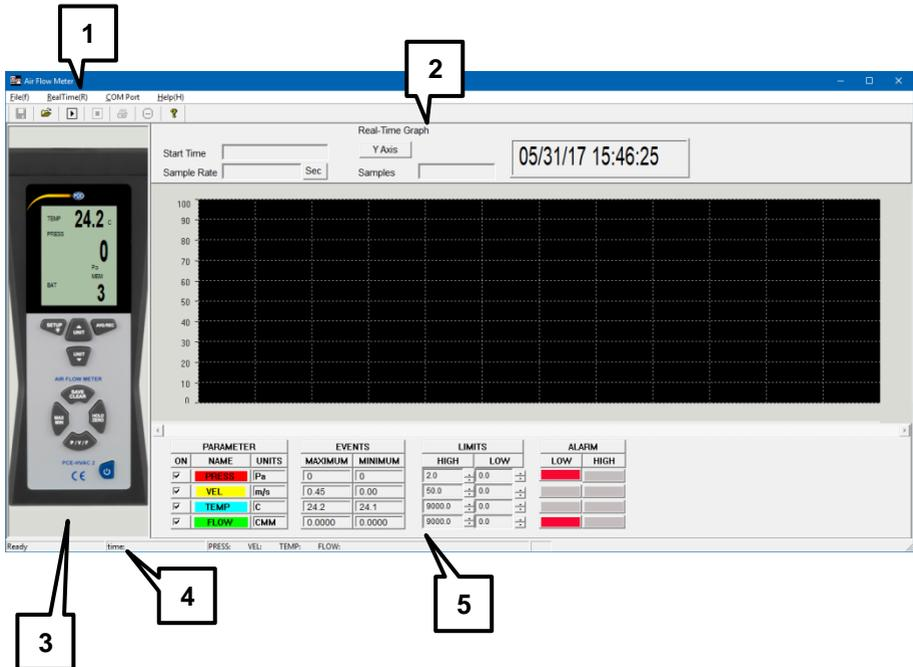 1
2
Air Flow Meter
File(f) RealTime(R) COM Port Help(H)
Real-Time Graph
Start Time Y Axis
05/31/17 15:46:25
Sample Rate Sec Samples
PCE
TEMP 24.2 C
PRESS
0
Pa
MEM
BAT
3
SETUP UNIT AVG/REC
UNIT
AIR FLOW METER
SAVE CLEAR
MAX MIN HOLD ZERO
P / V / F
PCE-HVAC 2
CE
100
90
80
70
60
50
40
30
20
10
0
PARAMETER EVENTS LIMITS ALARM
ON NAME UNITS MAXIMUM MINIMUM HIGH LOW LOW HIGH
PRESS Pa 0 0 2.0 0.0
VEL m/s 0.45 0.00 50.0 0.0
TEMP C 24.2 24.1 9000.0 0.0
FLOW CMM 0.0000 0.0000 9000.0 0.0
Ready time: PRESS: VEL: TEMP: FLOW:
3
4
5